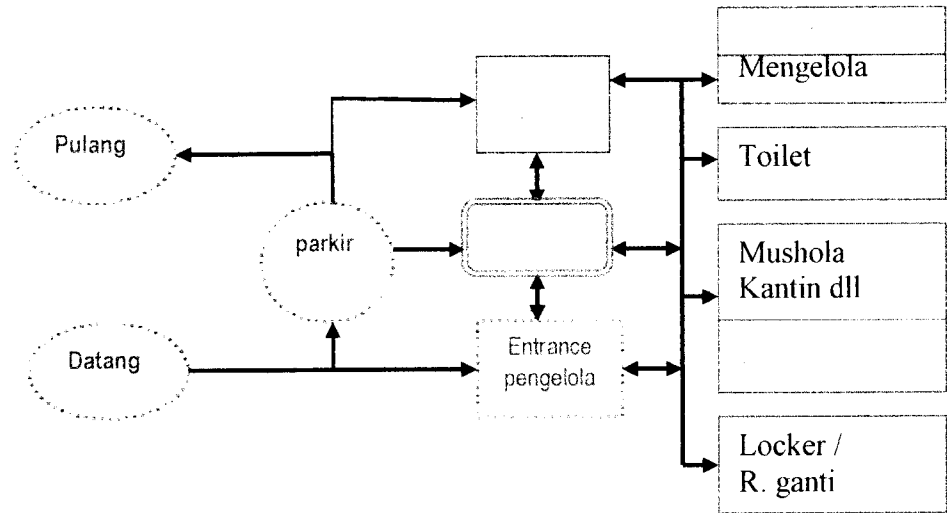 Mengelola
Pulang
Toilet
parkir
Mushola
Kantin dll
Datang
Entrance
pengelola
Locker /
R. ganti